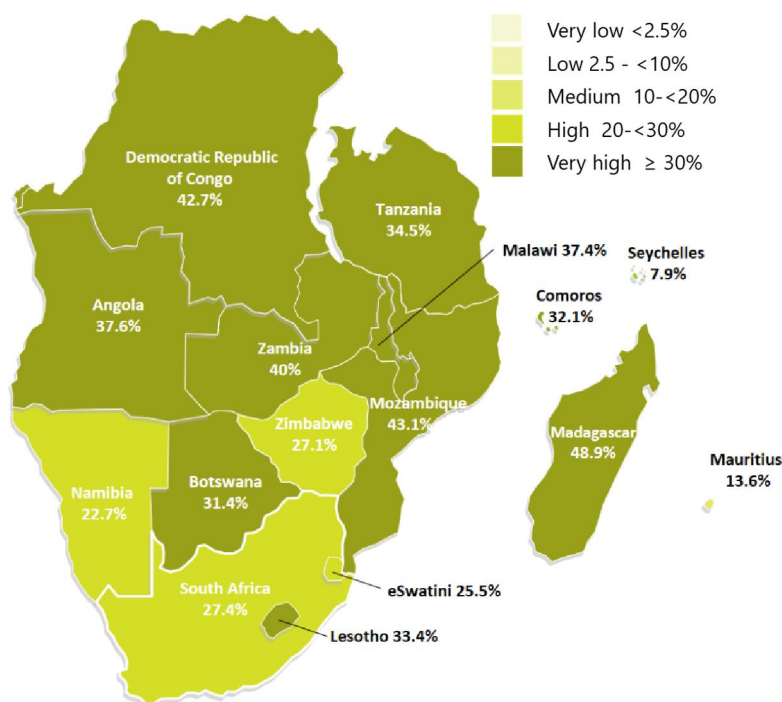 Very low <2.5%
Low 2.5 - <10%
Medium 10-<20%
High 20-<30%
Very high ≥ 30%
Democratic Republic
of Congo
42.7%
Tanzania
34.5%
Malawi 37.4%
Seychelles
7.9%
Comoros
32.1%
Angola
37.6%
Zambia
40%
Mozambique
43.1%
Zimbabwe
27.1%
Madagascar
48.9%
Mauritius
13.6%
Namibia
22.7%
Botswana
31.4%
South Africa
27.4%
eSwatini 25.5%
Lesotho 33.4%